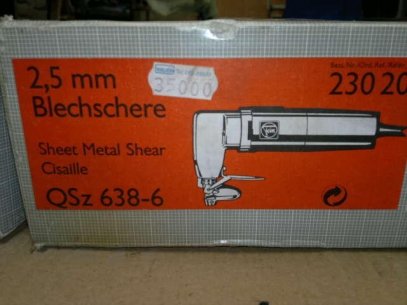 2,5 mm
Blechschere
35000
230 20
Sheet Metal Shear
Cisaille
QSz 638-6